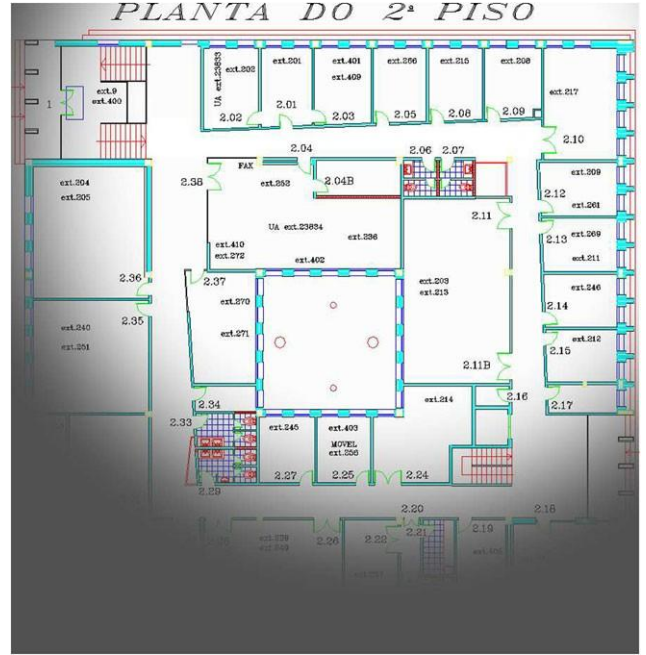 PLANTA DO 2ª PISO
1
ext.9
ext.400
UA ext.23833
ext.202
2.02
ext.201
2.01
ext.401
ext.409
2.03
ext.266
2.05
ext.215
2.08
ext.208
2.09
ext.217
2.10
2.04
2.06
2.07
FAX
2.38
ext.252
2.04B
ext.204
ext.205
UA ext.23834
ext.236
ext.410
ext.272
ext.402
2.11
2.12
ext.209
ext.261
2.13
ext.269
ext.211
2.36
2.37
ext.203
ext.213
ext.246
2.35
ext.270
2.14
ext.240
ext.251
ext.271
ext.212
2.15
2.11B
2.34
ext.214
2.16
2.17
2.33
ext.245
ext.403
MOVEL
ext.256
2.27
2.25
2.24
2.29
2.20
2.18
2.26
2.22
2.21
2.19